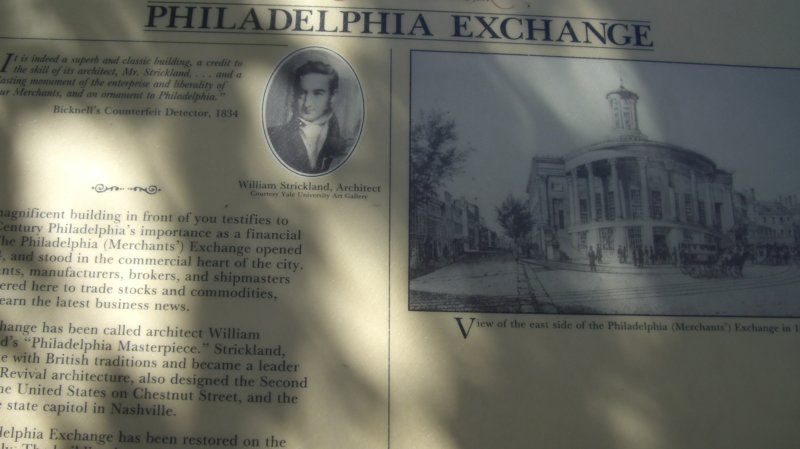 PHILADELPHIA EXCHANGE
It is indeed a superb and classic building, a credit to
the skill of its architect, Mr. Strickland, . . . and a
lasting monument of the enterprise and liberality of
our Merchants, and an ornament to Philadelphia."
Bicknell's Counterfeit Detector, 1834
William Strickland, Architect
Courtesy Yale University Art Gallery
magnificent building in front of you testifies to
Century Philadelphia's importance as a financial
The Philadelphia (Merchants') Exchange opened
and stood in the commercial heart of the city.
nts, manufacturers, brokers, and shipmasters
ered here to trade stocks and commodities,
earn the latest business news.
change has been called architect William
d's "Philadelphia Masterpiece." Strickland,
e with British traditions and became a leader
Revival architecture, also designed the Second
he United States on Chestnut Street, and the
e state capitol in Nashville.
delphia Exchange has been restored on the
View of the east side of the Philadelphia (Merchants') Exchange in 1